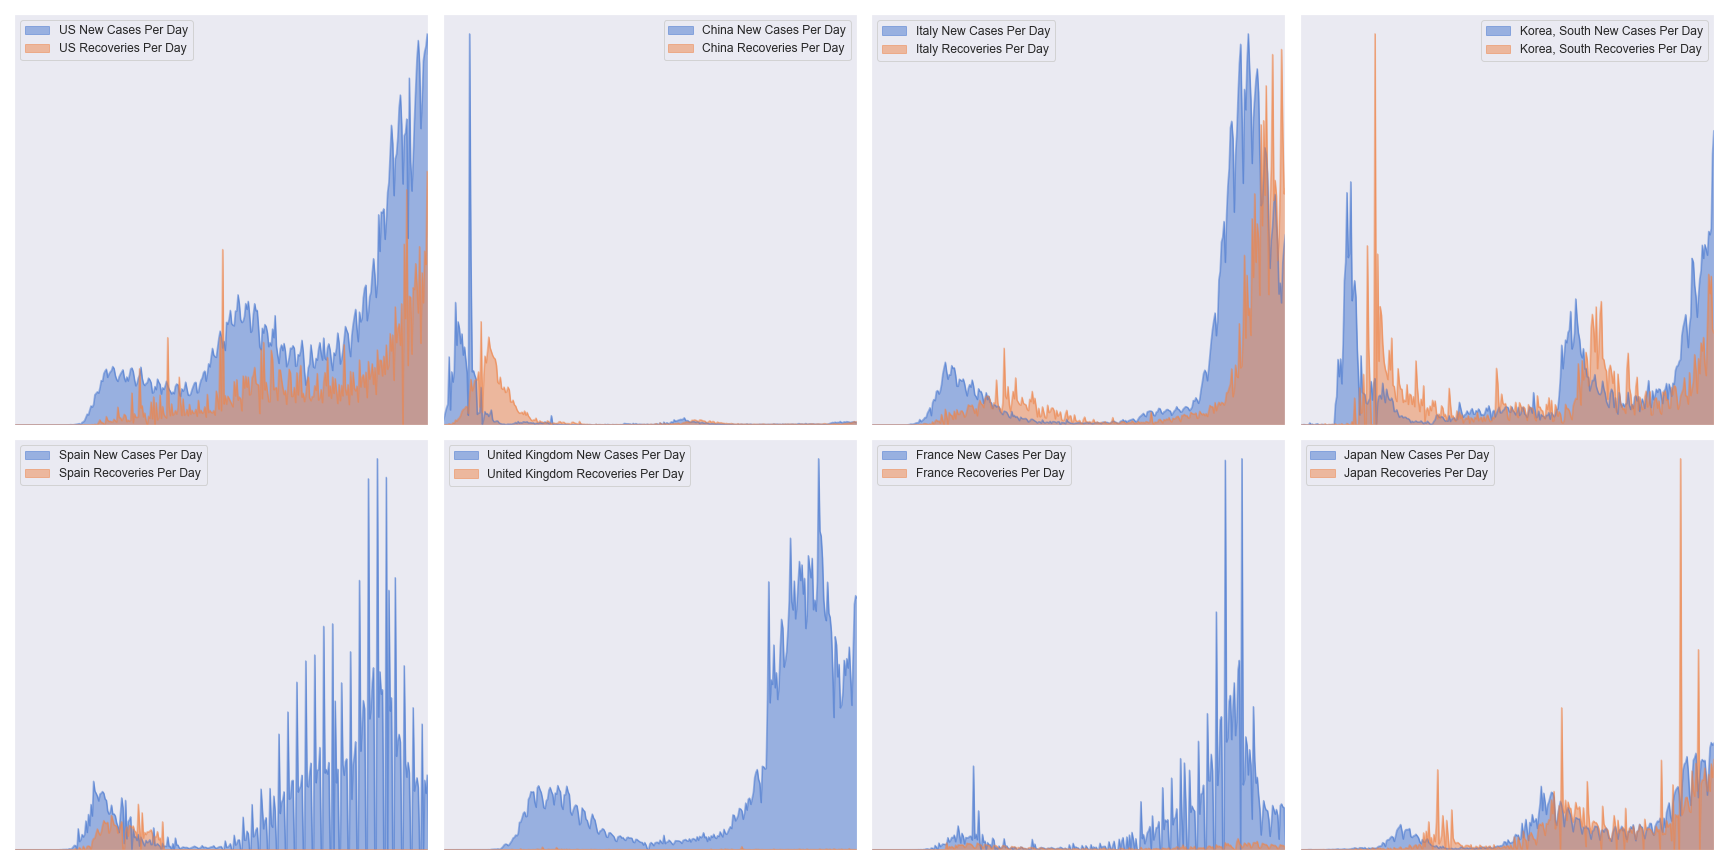 US New Cases Per Day
US Recoveries Per Day
China New Cases Per Day
China Recoveries Per Day
Italy New Cases Per Day
Italy Recoveries Per Day
Korea, South New Cases Per Day
Korea, South Recoveries Per Day
Spain New Cases Per Day
Spain Recoveries Per Day
United Kingdom New Cases Per Day
United Kingdom Recoveries Per Day
France New Cases Per Day
France Recoveries Per Day
Japan New Cases Per Day
Japan Recoveries Per Day